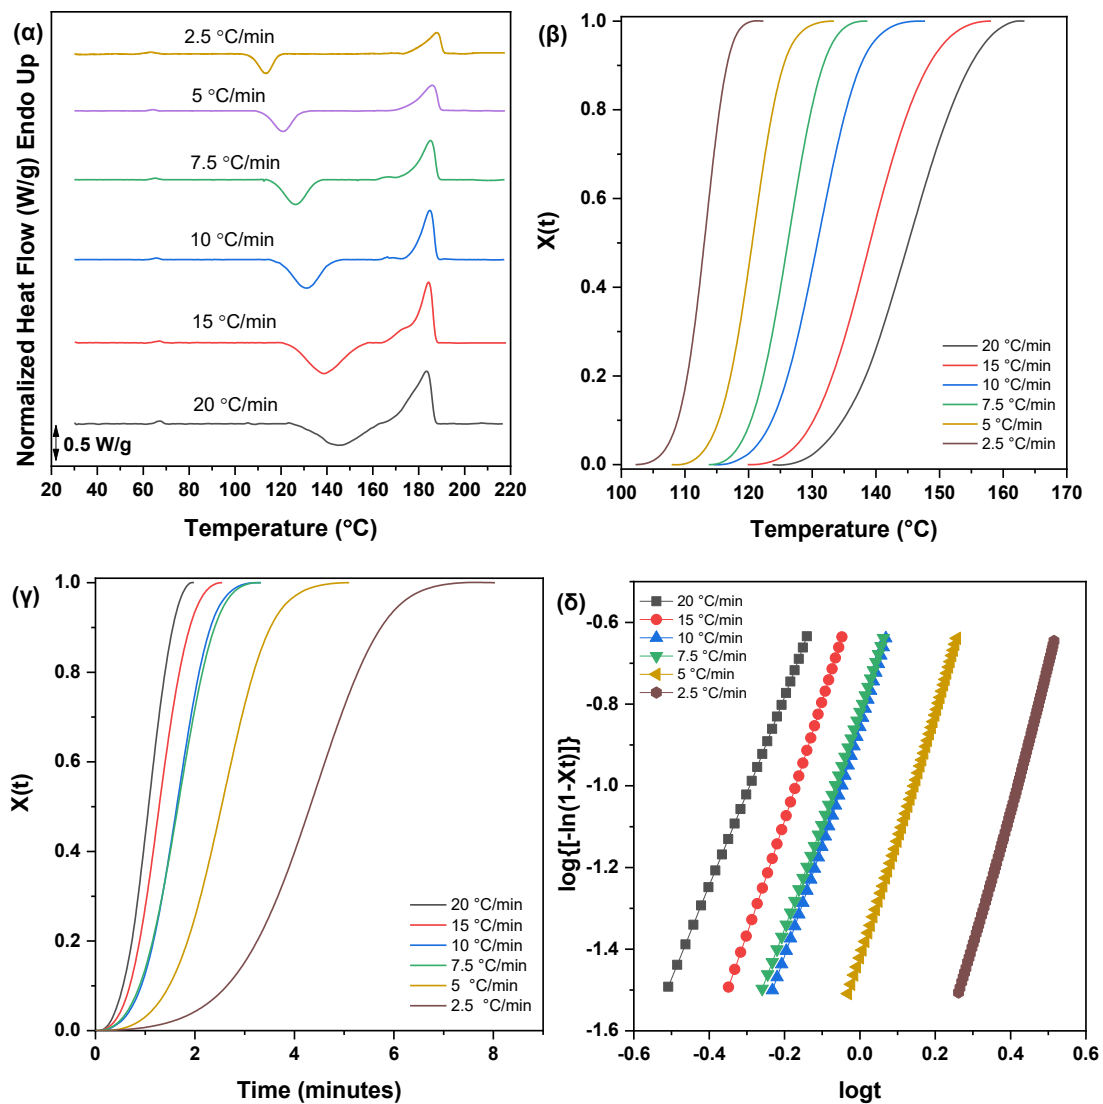 (α)
Normalized Heat Flow (W/g) Endo Up
2.5 °C/min
5 °C/min
7.5 °C/min
10 °C/min
15 °C/min
20 °C/min
0.5 W/g
20 40 60 80 100 120 140 160 180 200 220
Temperature (°C)
(β)
X(t)
1.0
0.8
0.6
0.4
0.2
0.0
20 °C/min
15 °C/min
10 °C/min
7.5 °C/min
5 °C/min
2.5 °C/min
100 110 120 130 140 150 160 170
Temperature (°C)
(γ)
X(t)
1.0
0.8
0.6
0.4
0.2
0.0
20 °C/min
15 °C/min
10 °C/min
7.5 °C/min
5 °C/min
2.5 °C/min
0 2 4 6 8
Time (minutes)
(δ)
log{[-ln(1-Xt)]}
20 °C/min
15 °C/min
10 °C/min
7.5 °C/min
5 °C/min
2.5 °C/min
-0.6
-0.8
-1.0
-1.2
-1.4
-1.6
-0.6 -0.4 -0.2 0.0 0.2 0.4 0.6
logt